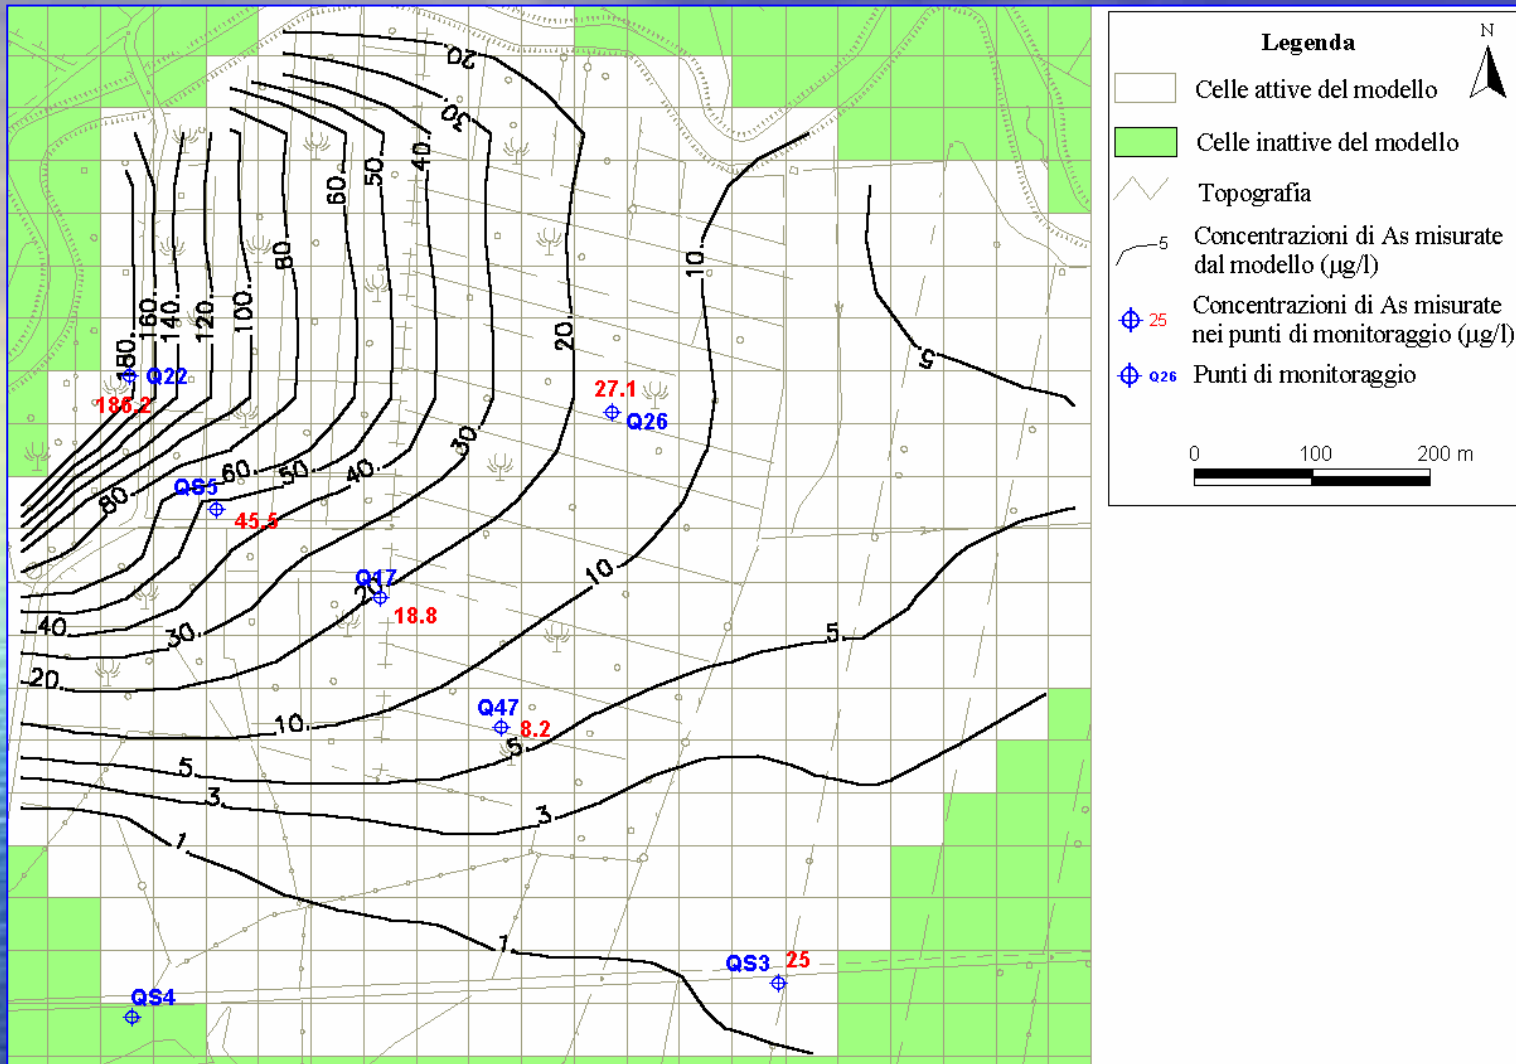 Legenda
N
Celle attive del modello
Celle inattive del modello
Topografia
5 Concentrazioni di As misurate
dal modello (µg/l)
25 Concentrazioni di As misurate
nei punti di monitoraggio (µg/l)
Q26 Punti di monitoraggio
0 100 200 m
20.
30.
40.
50.
60.
80.
100.
120.
140.
160.
180.
10.
20.
5.
Q22
186.2
27.1
Q26
30.
60.
50.
40.
80.
QS5
45.5
10.
Q17
20.
18.8
40.
30.
5.
20.
Q47
8.2
10.
5.
5.
3.
3.
1.
1.
QS3 25
QS4